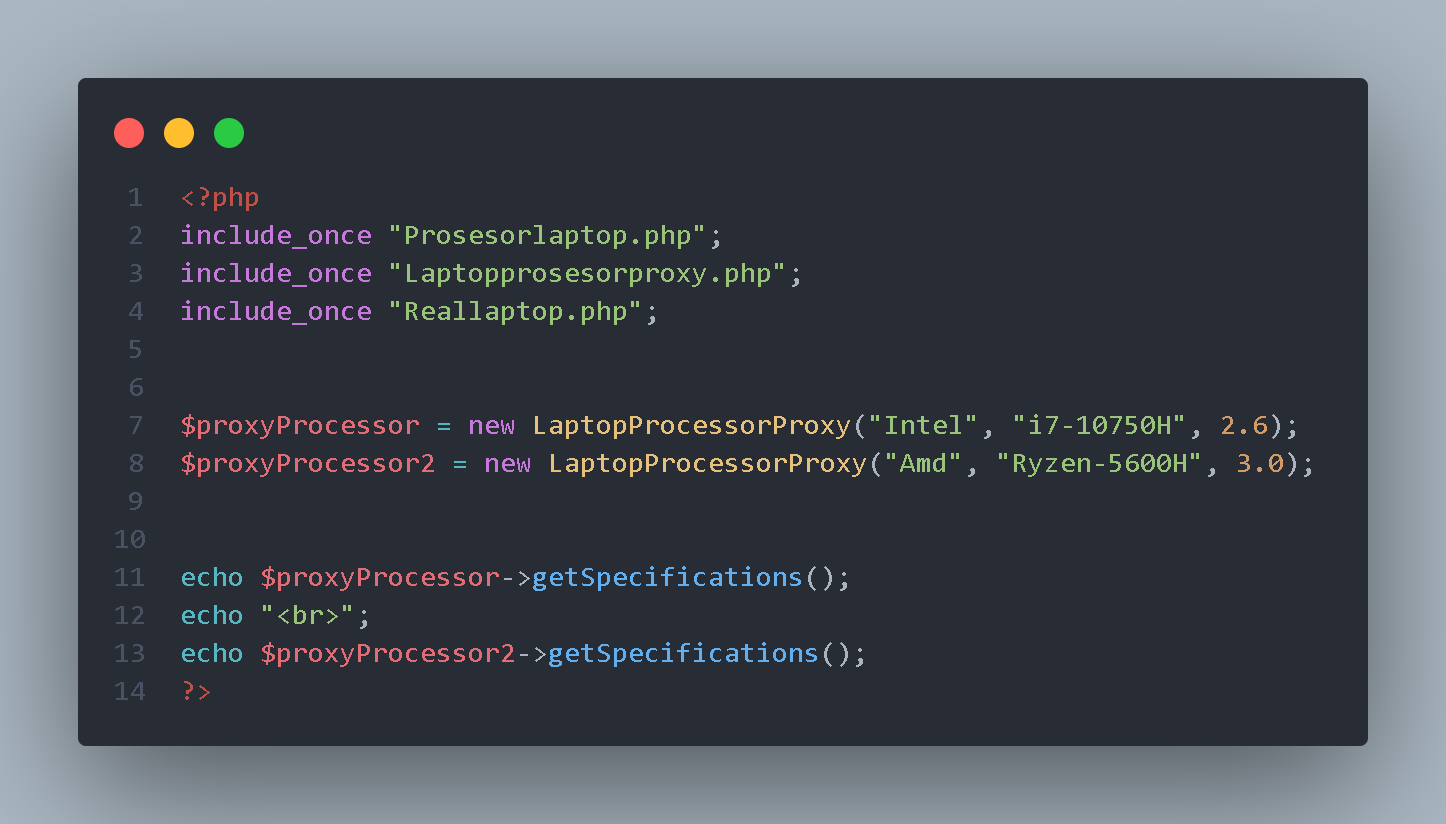 1 <?php
2 include_once "Prosesorlaptop.php";
3 include_once "Laptopprosesorproxy.php";
4 include_once "Reallaptop.php";
5
6
7 $proxyProcessor = new LaptopProcessorProxy("Intel", "i7-10750H", 2.6);
8 $proxyProcessor2 = new LaptopProcessorProxy("Amd", "Ryzen-5600H", 3.0);
9
10
11 echo $proxyProcessor->getSpecifications();
12 echo "<br>";
13 echo $proxyProcessor2->getSpecifications();
14 ?>